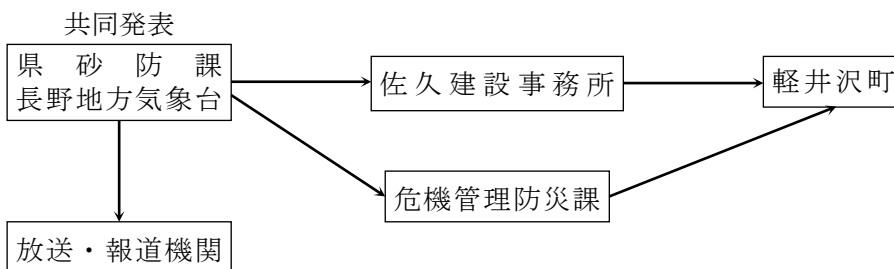 共同発表
県砂防課
長野地方気象台
佐久建設事務所
軽井沢町
危機管理防災課
放送・報道機関